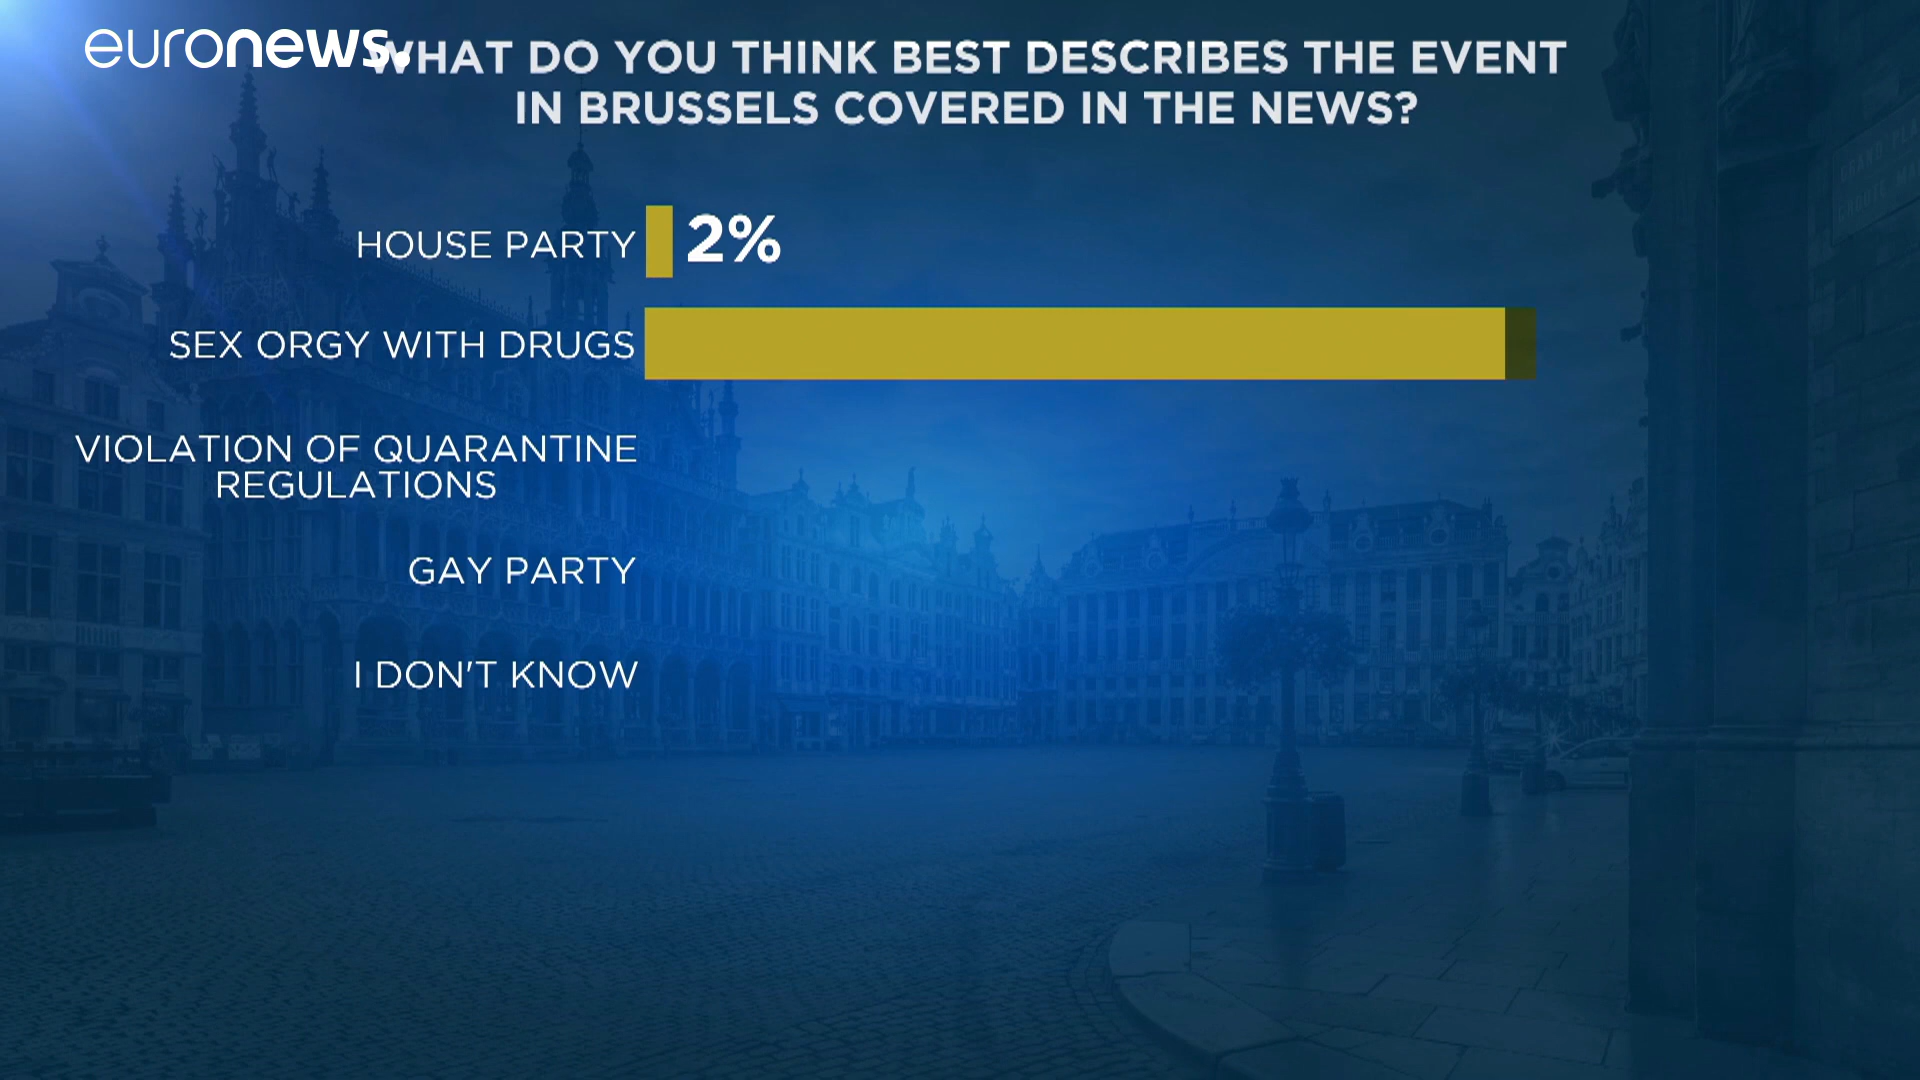 euronews.
WHAT DO YOU THINK BEST DESCRIBES THE EVENT
IN BRUSSELS COVERED IN THE NEWS?
HOUSE PARTY 2%
SEX ORGY WITH DRUGS
VIOLATION OF QUARANTINE
REGULATIONS
GAY PARTY
I DON'T KNOW